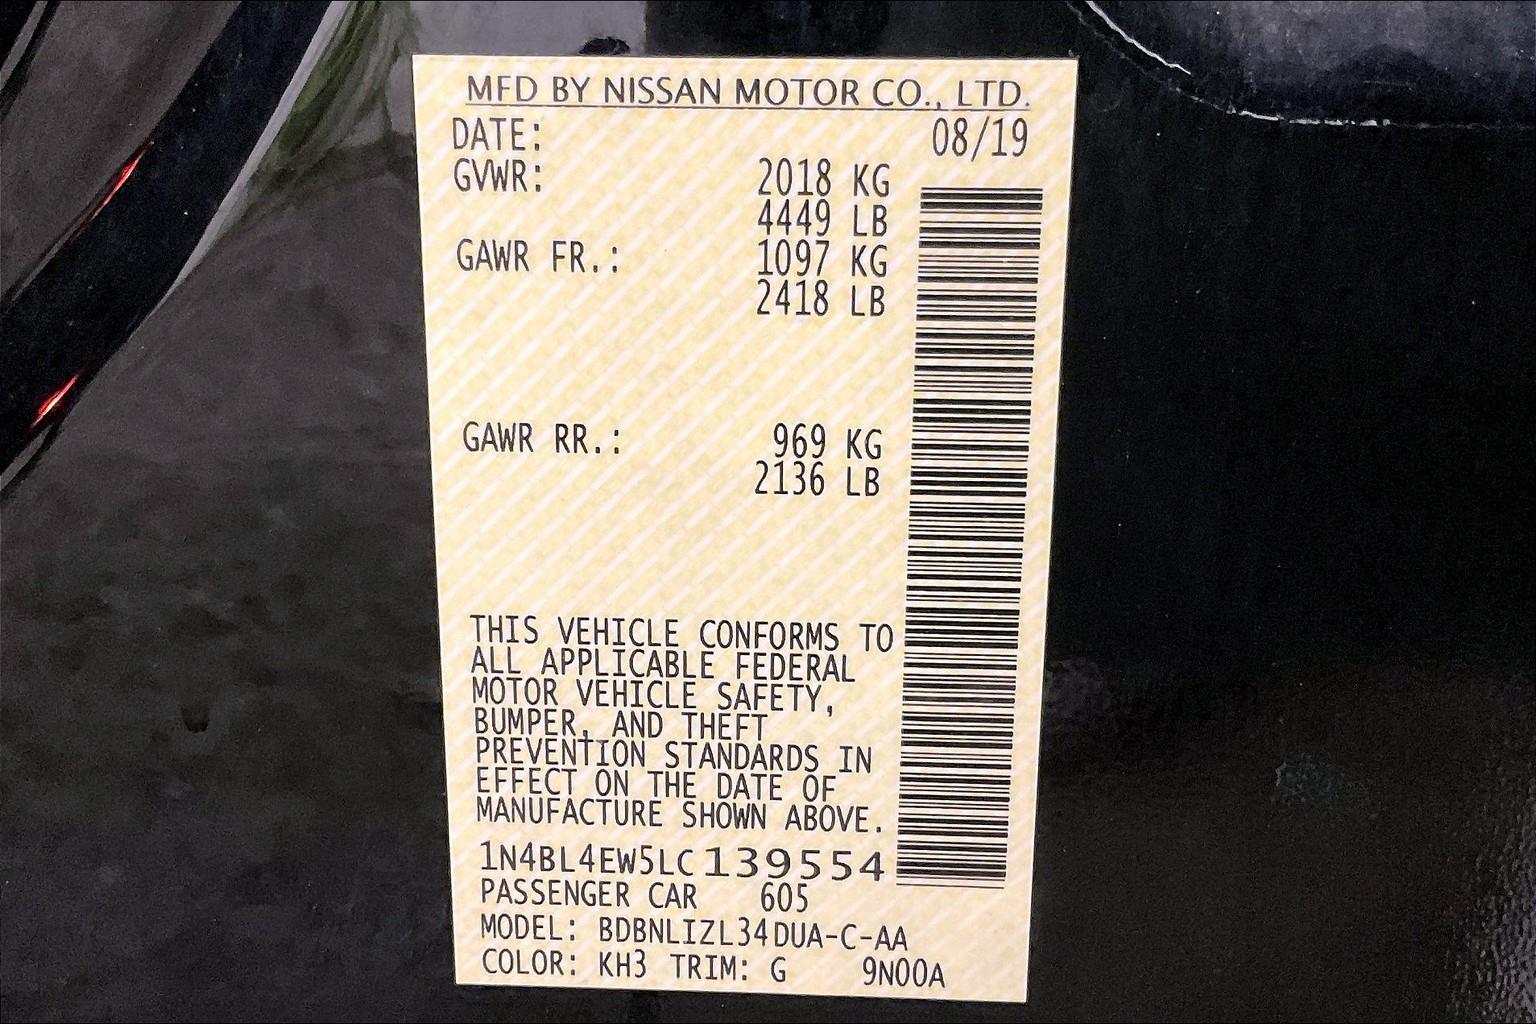 MFD BY NISSAN MOTOR CO., LTD.
DATE: 08/19
GVWR: 2018 KG
4449 LB
GAWR FR.: 1097 KG
2418 LB
GAWR RR.: 969 KG
2136 LB
THIS VEHICLE CONFORMS TO
ALL APPLICABLE FEDERAL
MOTOR VEHICLE SAFETY,
BUMPER, AND THEFT
PREVENTION STANDARDS IN
EFFECT ON THE DATE OF
MANUFACTURE SHOWN ABOVE.
1N4BL4EW5LC139554
PASSENGER CAR 605
MODEL: BDBNLIZL34DUA-C-AA
COLOR: KH3 TRIM: G 9N00A